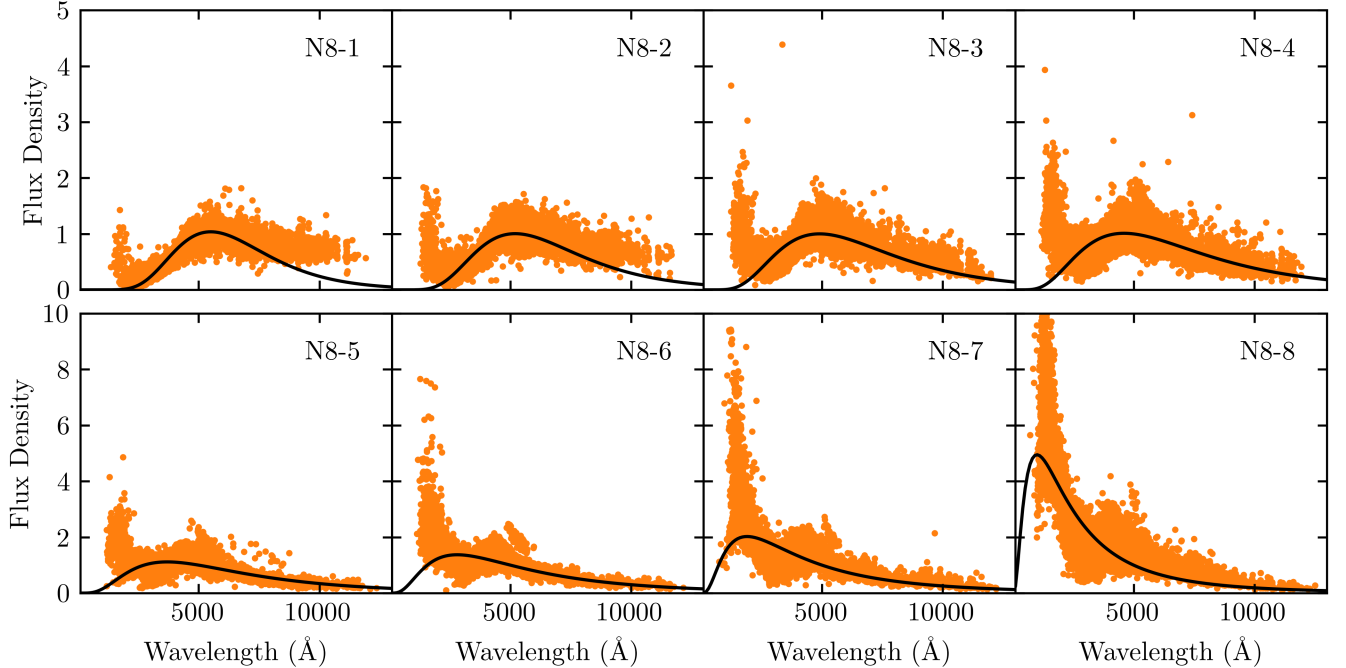 5
4
3
2
1
0
Flux Density
N8-1
N8-2
N8-3
N8-4
10
8
6
4
2
0
Flux Density
N8-5
N8-6
N8-7
N8-8
5000 10000 5000 10000 5000 10000 5000 10000
Wavelength (Å) Wavelength (Å) Wavelength (Å) Wavelength (Å)